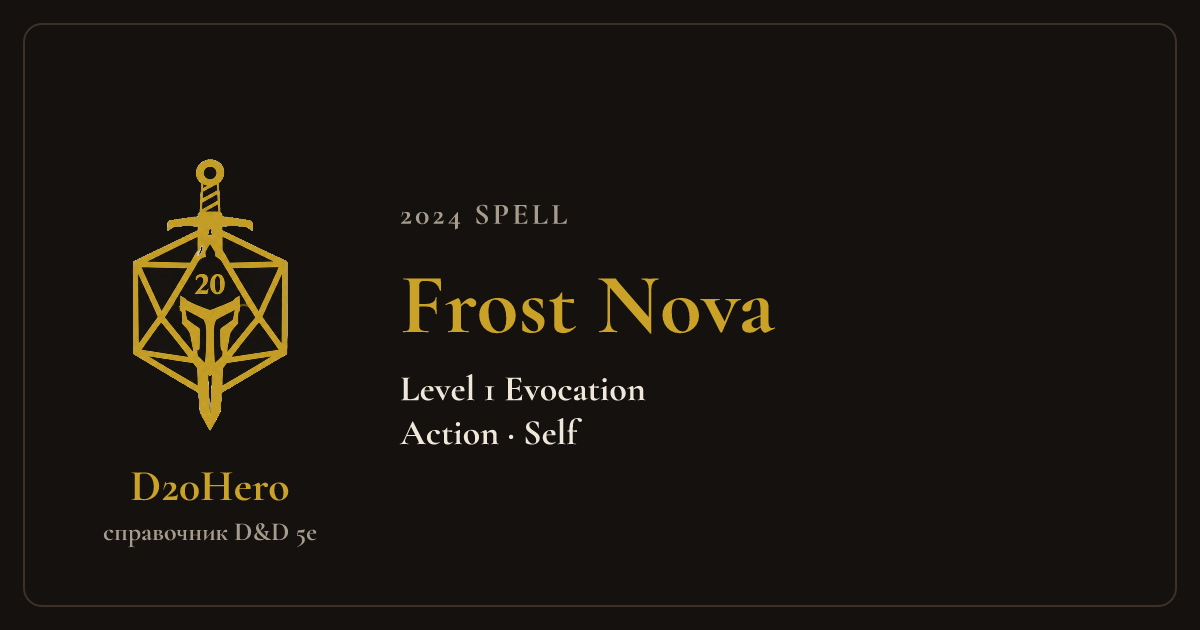 20
D20Hero
справочник D&D 5e
2024 SPELL
Frost Nova
Level 1 Evocation
Action · Self